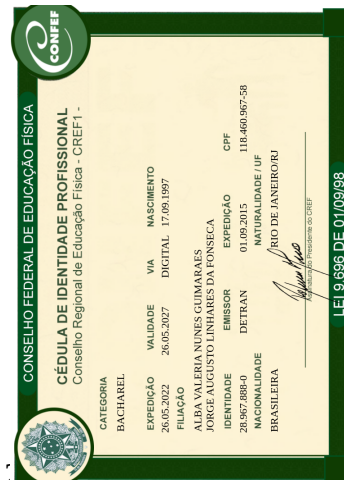 CONSELHO FEDERAL DE EDUCAÇÃO FÍSICA
CONFEF
CÉDULA DE IDENTIDADE PROFISSIONAL
Conselho Regional de Educação Física - CREF1 -
CATEGORIA
BACHAREL
EXPEDIÇÃO VALIDADE VIA NASCIMENTO
26.05.2022 26.05.2027 DIGITAL 17.09.1997
FILIAÇÃO
ALBA VALERIA NUNES GUIMARAES
JORGE AUGUSTO LINHARES DA FONSECA
IDENTIDADE EMISSOR EXPEDIÇÃO CPF
28.967.888-0 DETRAN 01.09.2015 118.460.967-58
NACIONALIDADE NATURALIDADE / UF
BRASILEIRA RIO DE JANEIRO/RJ
Assinatura do Presidente do CREF
LEI 9.696 DE 01/09/98